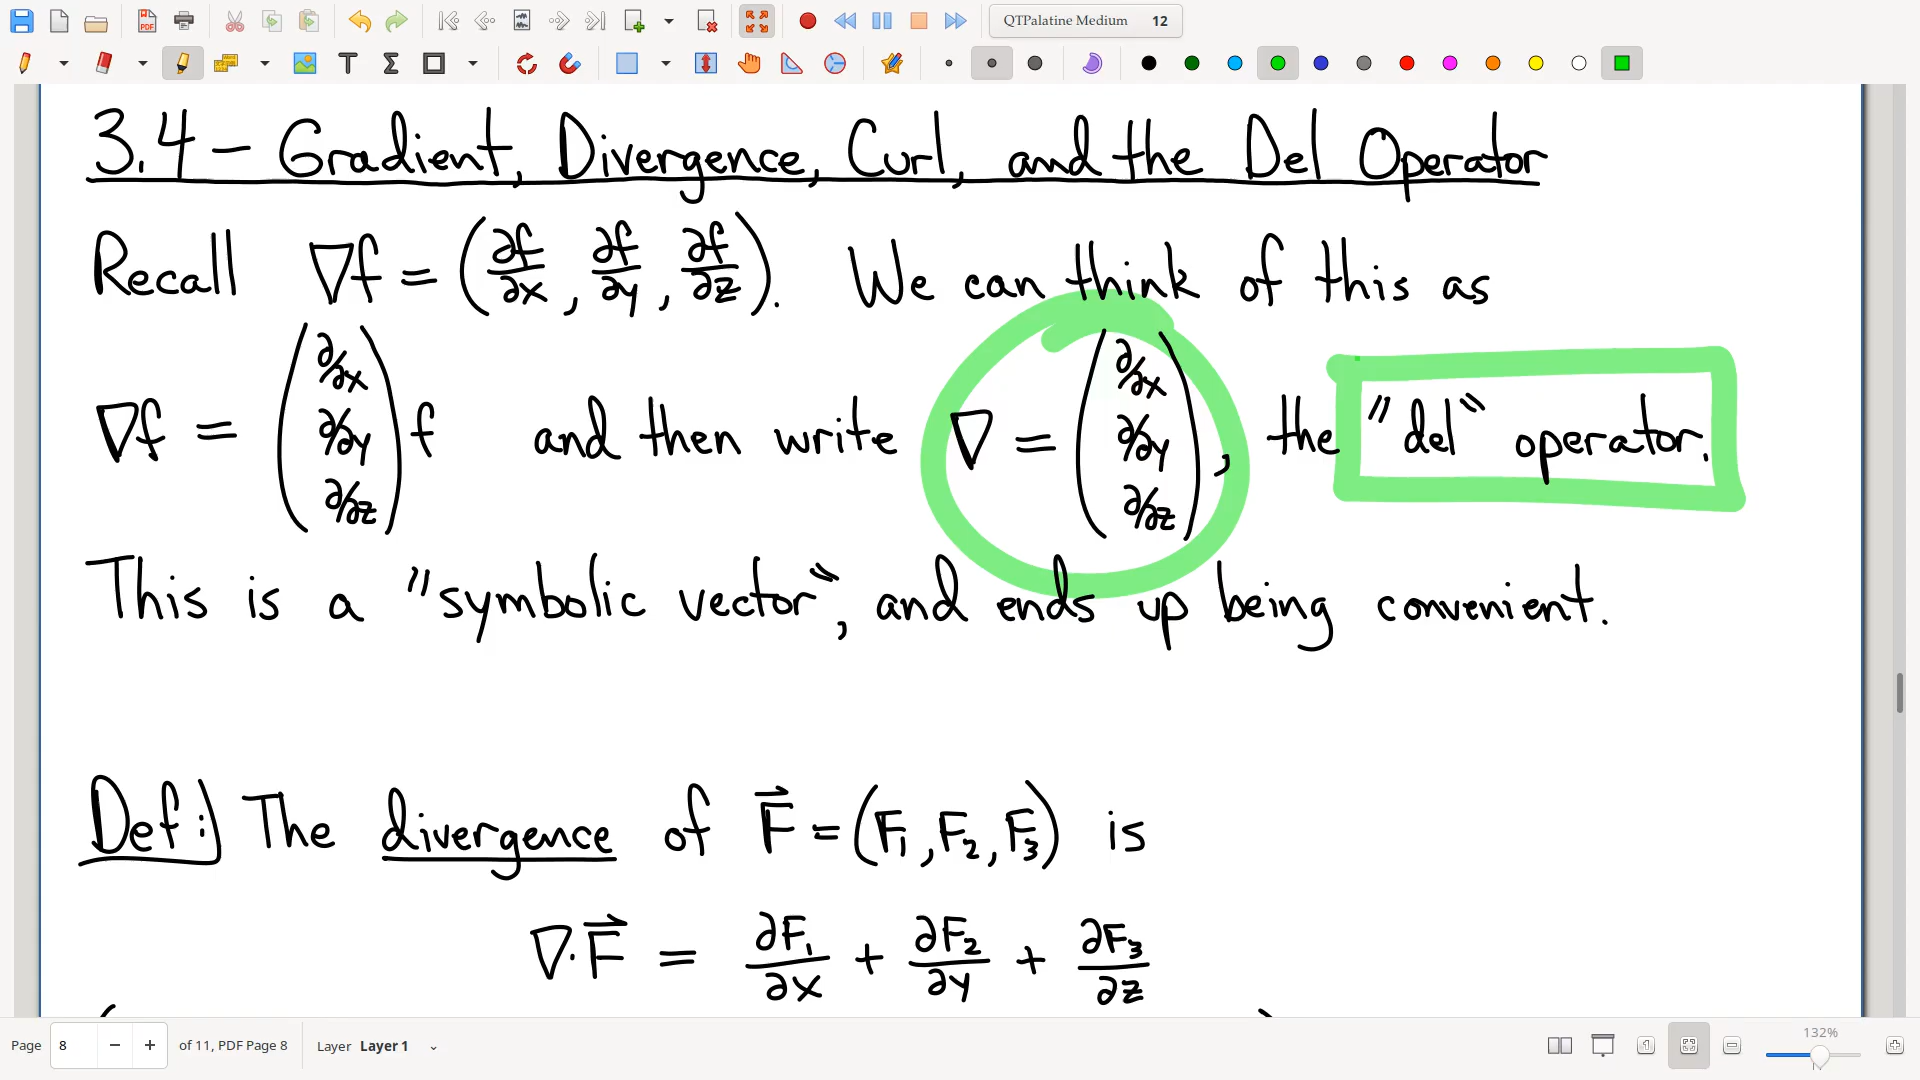 QTPalatine Medium 12
3.4 – Gradient, Divergence, Curl, and the Del Operator
Recall ∇f = (∂f/∂x, ∂f/∂y, ∂f/∂z). We can think of this as
∇f = (∂/∂x ∂/∂y ∂/∂z) f and then write ∇ = (∂/∂x ∂/∂y ∂/∂z), the "del" operator.
This is a "symbolic vector", and ends up being convenient.
Def: The divergence of F⃗ = (F₁, F₂, F₃) is
∇·F⃗ = ∂F₁/∂x + ∂F₂/∂y + ∂F₃/∂z
132%
Page 8 of 11, PDF Page 8 Layer Layer 1